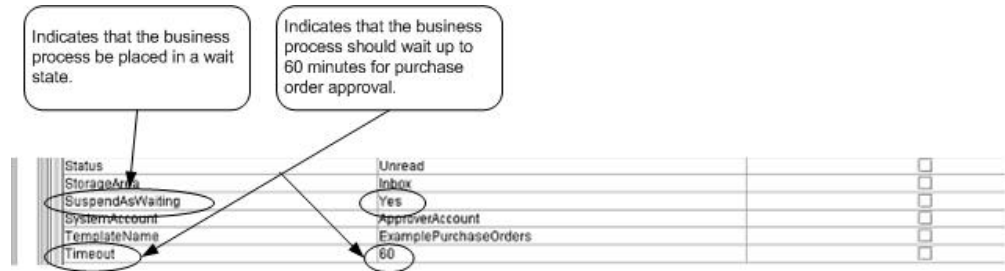 Indicates that the business
process be placed in a wait
state.
Indicates that the business
process should wait up to
60 minutes for purchase
order approval.
Status Unread
StorageArea Inbox
SuspendAsWaiting Yes
SystemAccount ApproverAccount
TemplateName ExamplePurchaseOrders
Timeout 60